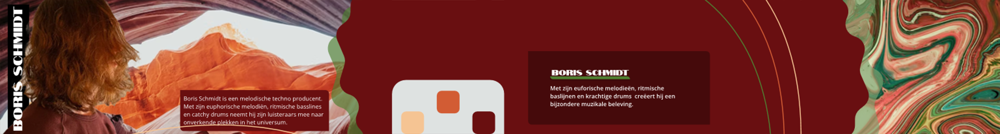 BORIS SCHMIDT
Boris Schmidt is een melodische techno producent.
Met zijn euphorische melodiën, ritmische basslines
en catchy drums neemt hij zijn luisteraars mee naar
onverkende plekken in het universum.
BORIS SCHMIDT
Met zijn euforische melodieën, ritmische
baslijnen en krachtige drums creëert hij een
bijzondere muzikale beleving.